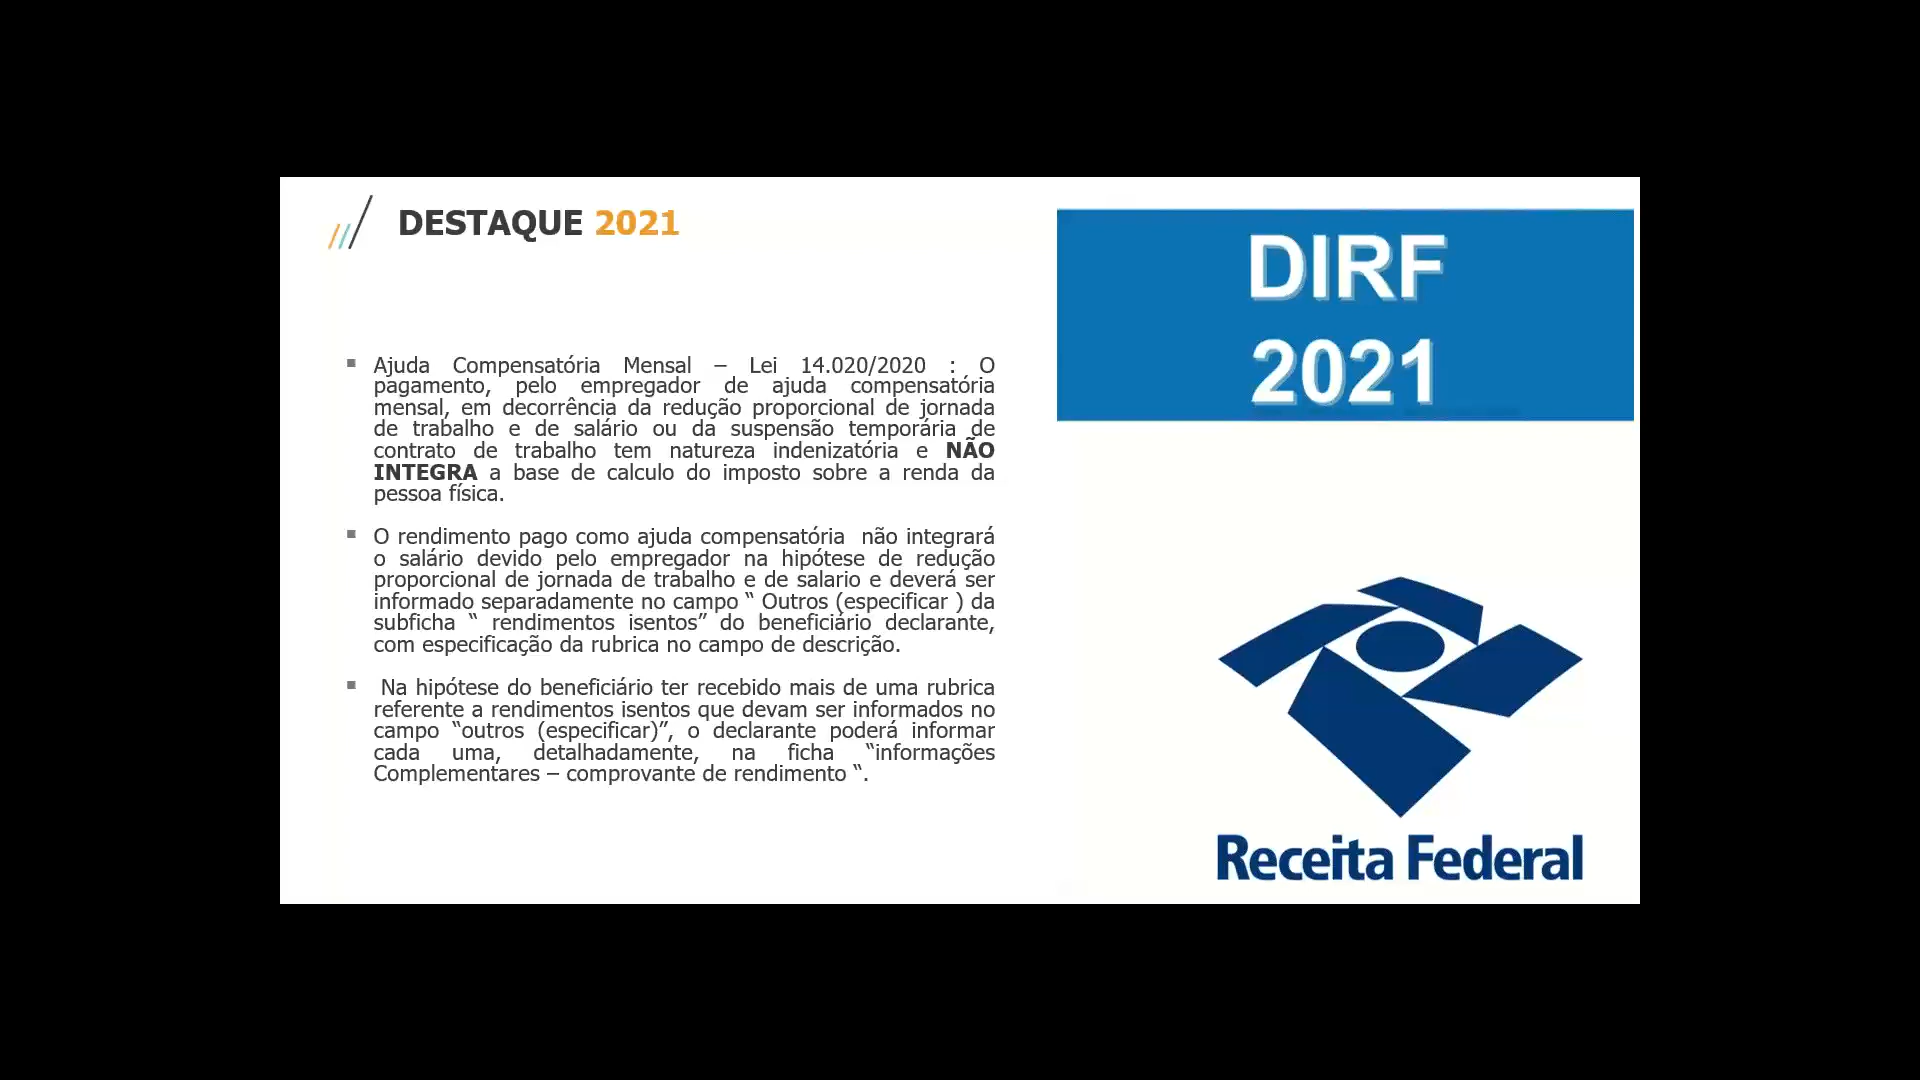 DESTAQUE 2021
DIRF
2021
Ajuda Compensatória Mensal – Lei 14.020/2020 : O
pagamento, pelo empregador de ajuda compensatória
mensal, em decorrência da redução proporcional de jornada
de trabalho e de salário ou da suspensão temporária de
contrato de trabalho tem natureza indenizatória e NÃO
INTEGRA a base de calculo do imposto sobre a renda da
pessoa física.
O rendimento pago como ajuda compensatória não integrará
o salário devido pelo empregador na hipótese de redução
proporcional de jornada de trabalho e de salario e deverá ser
informado separadamente no campo “ Outros (especificar ) da
subficha “ rendimentos isentos” do beneficiário declarante,
com especificação da rubrica no campo de descrição.
Na hipótese do beneficiário ter recebido mais de uma rubrica
referente a rendimentos isentos que devam ser informados no
campo “outros (especificar)”, o declarante poderá informar
cada uma, detalhadamente, na ficha “informações
Complementares – comprovante de rendimento “.
Receita Federal